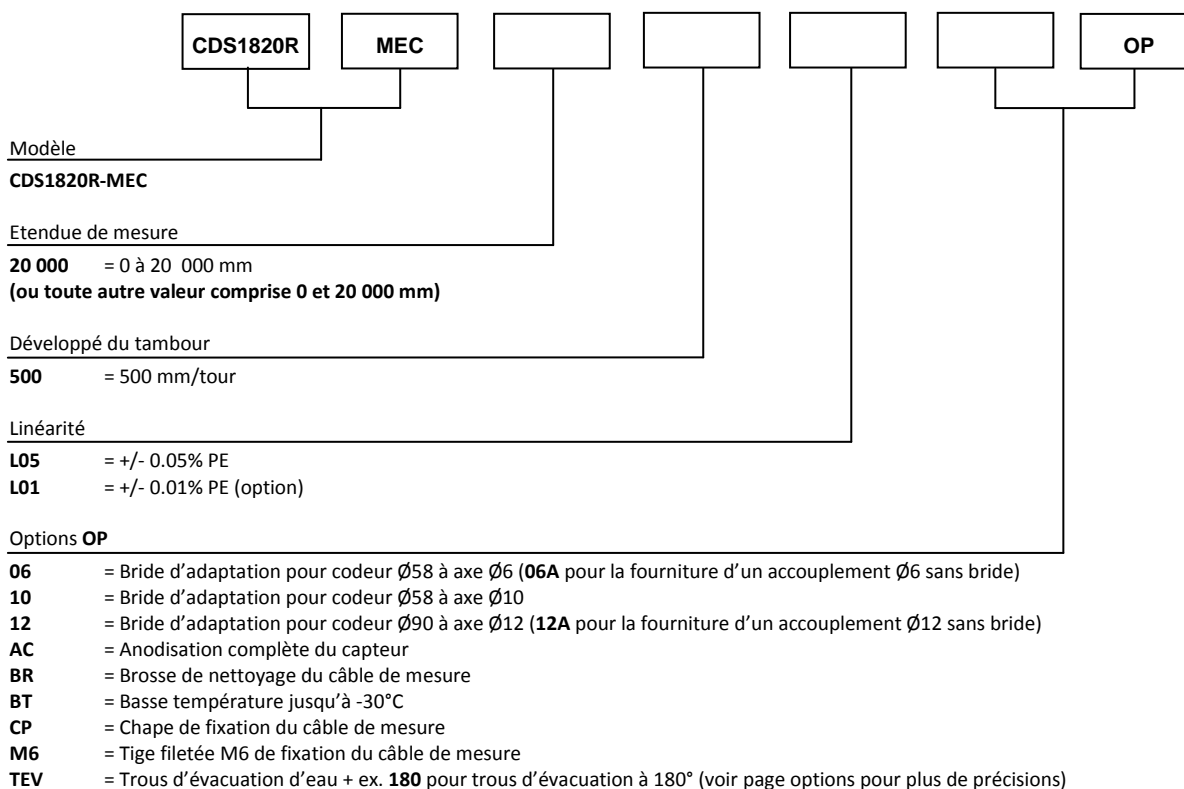 CDS1820R MEC OP
Modèle
CDS1820R-MEC
Etendue de mesure
20 000 = 0 à 20 000 mm
(ou toute autre valeur comprise 0 et 20 000 mm)
Développé du tambour
500 = 500 mm/tour
Linéarité
L05 = +/- 0.05% PE
L01 = +/- 0.01% PE (option)
Options OP
06 = Bride d'adaptation pour codeur Ø58 à axe Ø6 (06A pour la fourniture d'un accouplement Ø6 sans bride)
10 = Bride d'adaptation pour codeur Ø58 à axe Ø10
12 = Bride d'adaptation pour codeur Ø90 à axe Ø12 (12A pour la fourniture d'un accouplement Ø12 sans bride)
AC = Anodisation complète du capteur
BR = Brosse de nettoyage du câble de mesure
BT = Basse température jusqu'à -30°C
CP = Chape de fixation du câble de mesure
M6 = Tige filetée M6 de fixation du câble de mesure
TEV = Trous d'évacuation d'eau + ex. 180 pour trous d'évacuation à 180° (voir page options pour plus de précisions)